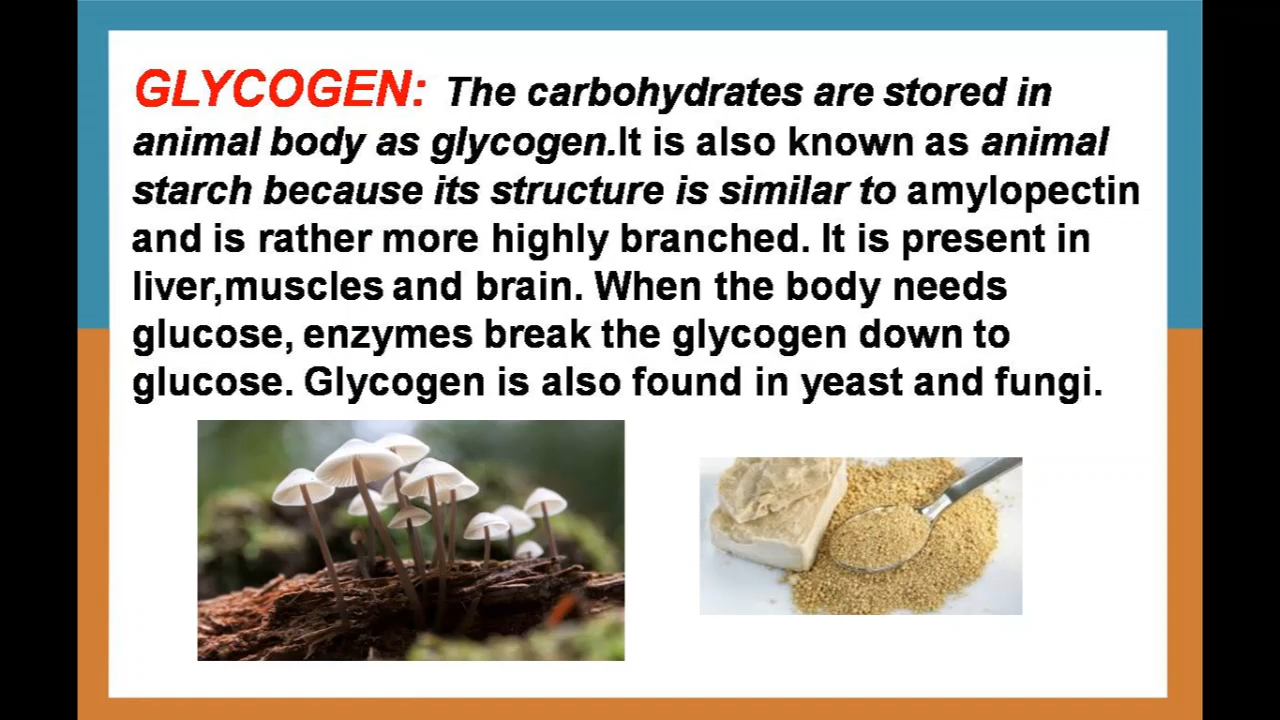 GLYCOGEN: The carbohydrates are stored in
animal body as glycogen.It is also known as animal
starch because its structure is similar to amylopectin
and is rather more highly branched. It is present in
liver,muscles and brain. When the body needs
glucose, enzymes break the glycogen down to
glucose. Glycogen is also found in yeast and fungi.